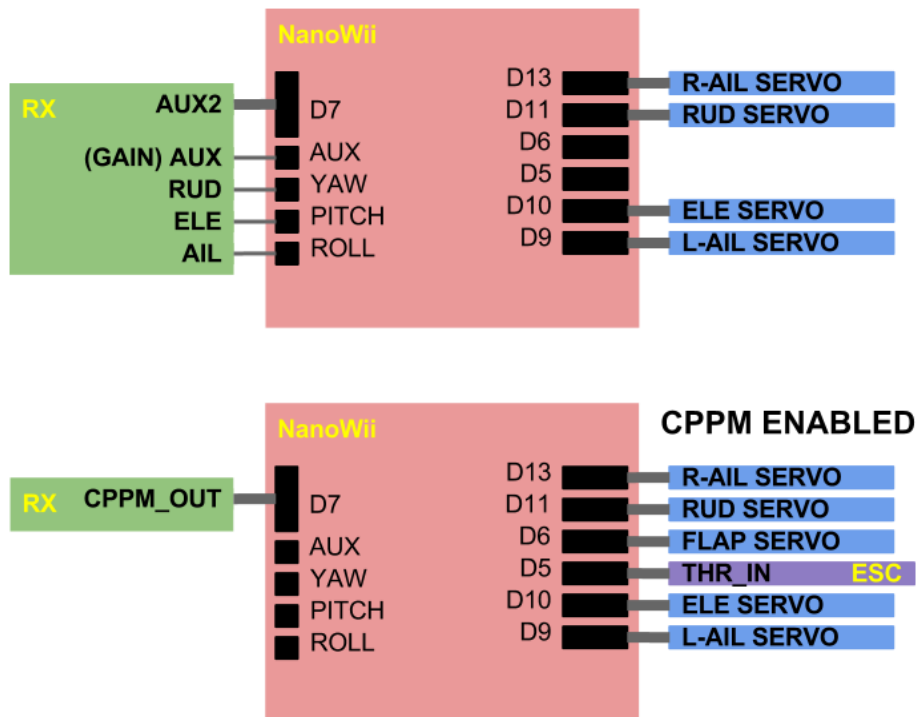 NanoWii
RX
AUX2
(GAIN) AUX
RUD
ELE
AIL
D7
AUX
YAW
PITCH
ROLL
D13
D11
D6
D5
D10
D9
R-AIL SERVO
RUD SERVO
ELE SERVO
L-AIL SERVO
CPPM ENABLED
NanoWii
RX
CPPM_OUT
D7
AUX
YAW
PITCH
ROLL
D13
D11
D6
D5
D10
D9
R-AIL SERVO
RUD SERVO
FLAP SERVO
THR_IN ESC
ELE SERVO
L-AIL SERVO